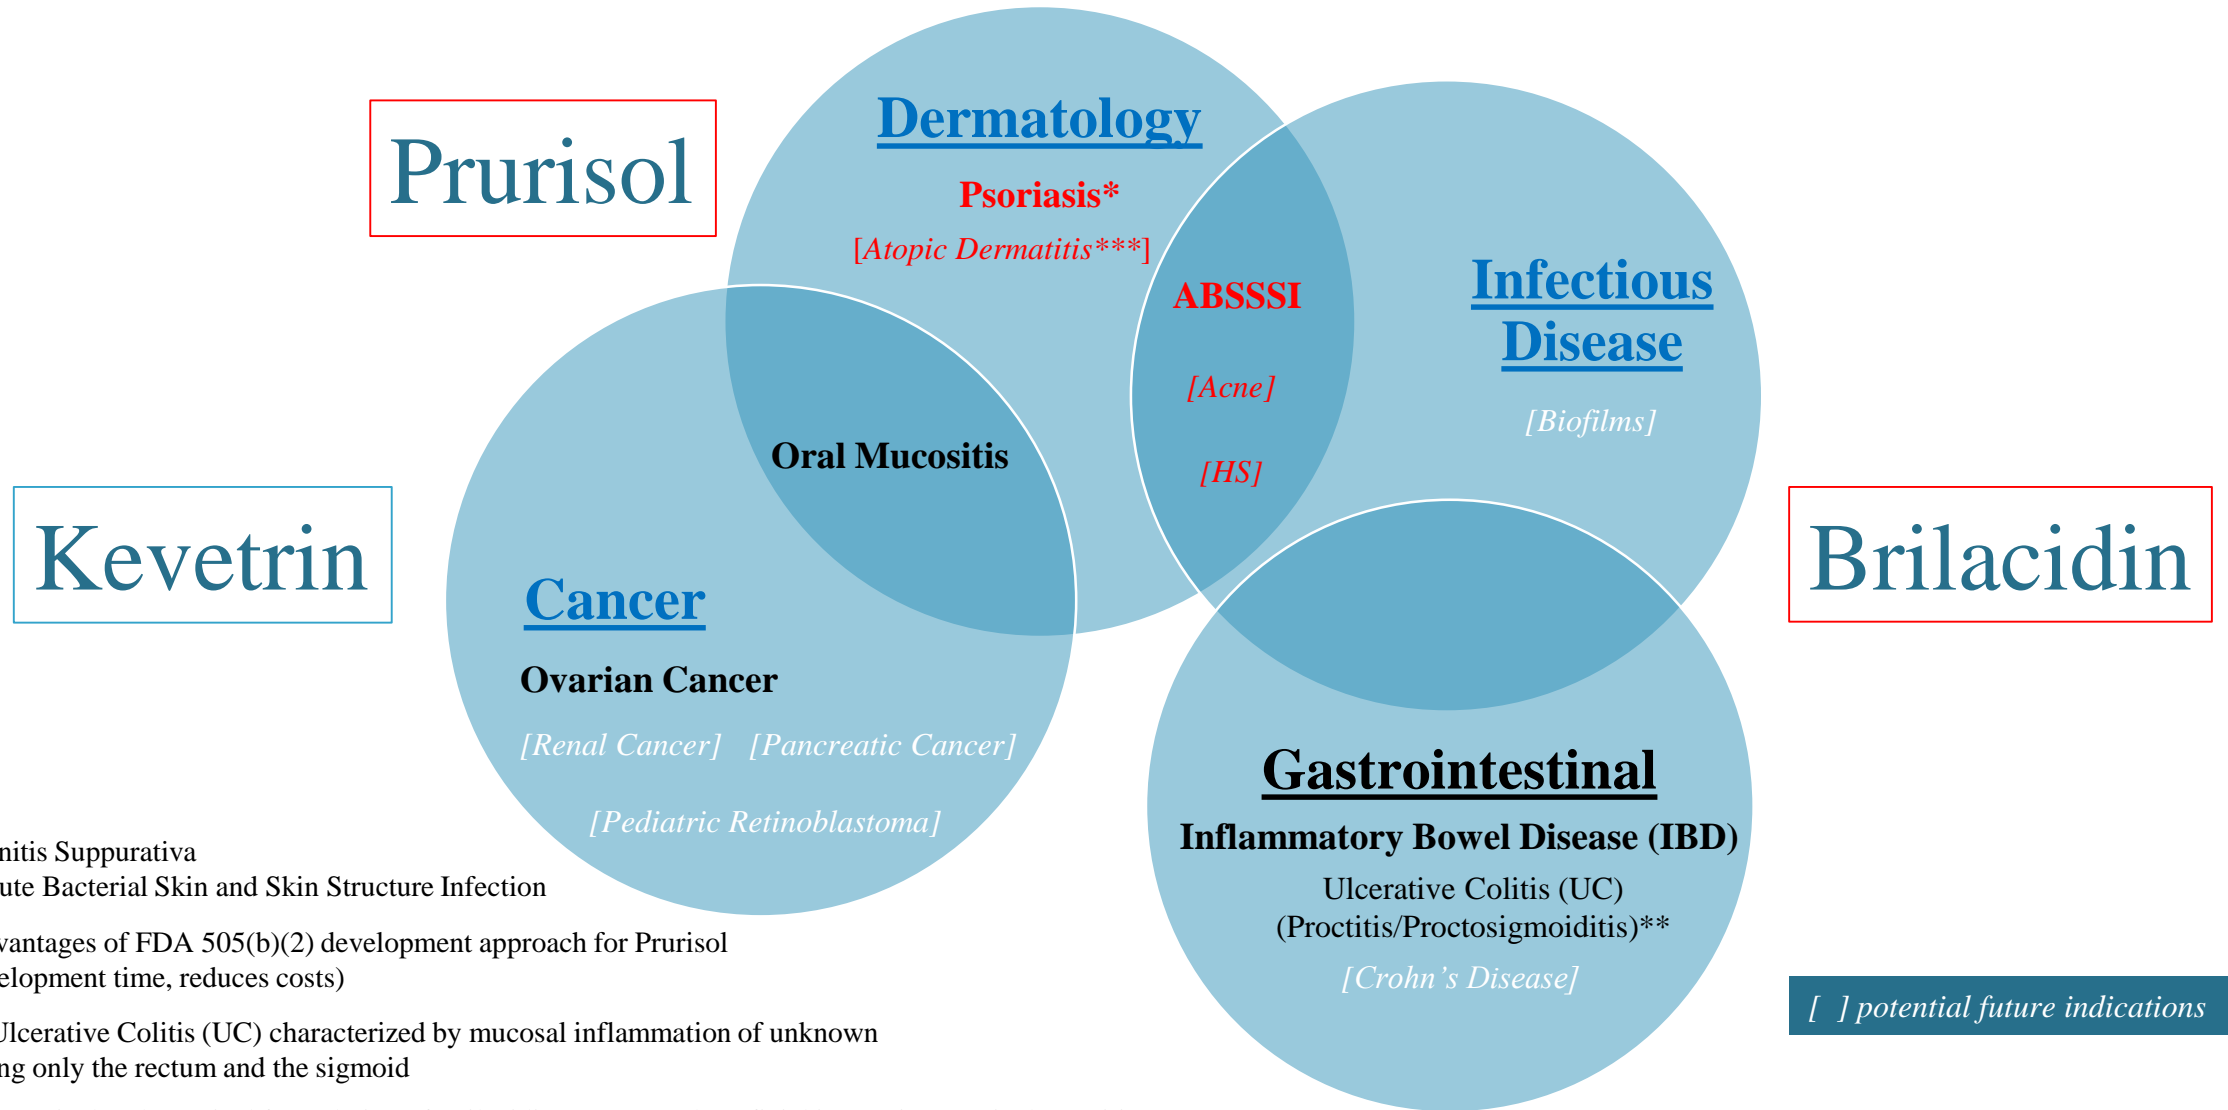 Prurisol
Dermatology
Psoriasis*
[Atopic Dermatitis***]
ABSSSI
[Acne]
[HS]
Infectious
Disease
[Biofilms]
Oral Mucositis
Kevetrin
Brilacidin
Cancer
Ovarian Cancer
[Renal Cancer] [Pancreatic Cancer]
[Pediatric Retinoblastoma]
Gastrointestinal
Inflammatory Bowel Disease (IBD)
Ulcerative Colitis (UC)
(Proctitis/Proctosigmoiditis)**
[Crohn's Disease]
[ ] potential future indications
nitis Suppurativa
ute Bacterial Skin and Skin Structure Infection
vantages of FDA 505(b)(2) development approach for Prurisol
elopment time, reduces costs)
Ulcerative Colitis (UC) characterized by mucosal inflammation of unknown
ng only the rectum and the sigmoid